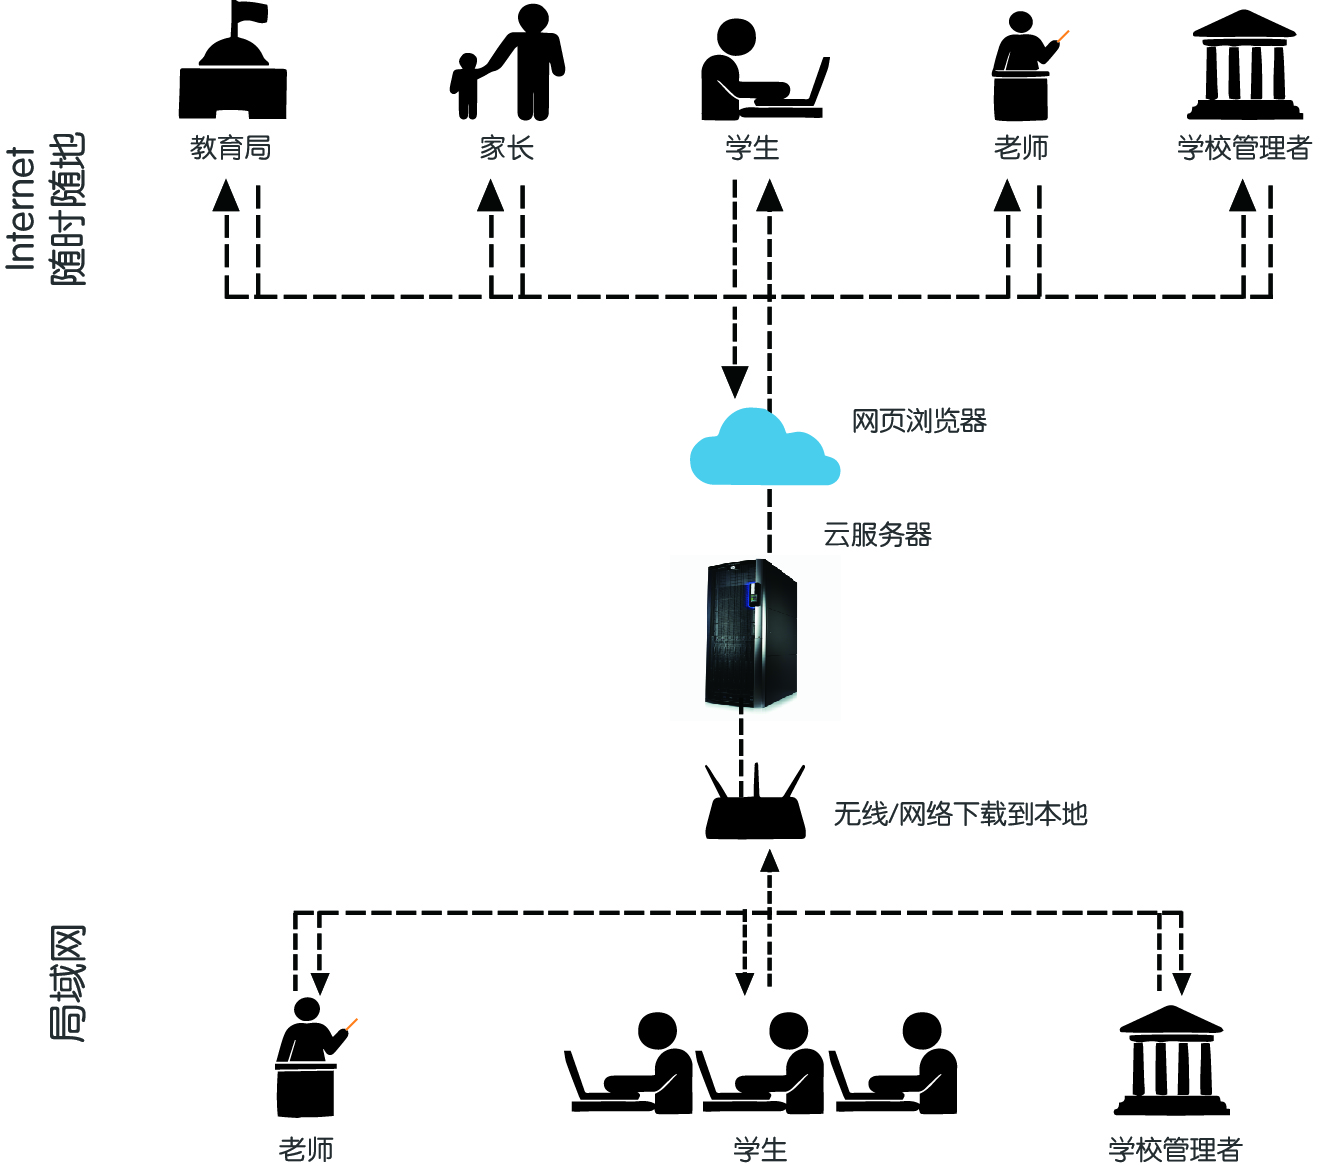 教育局
家长
学生
老师
学校管理者
Internet
随时随地
网页浏览器
云服务器
无线/网络下载到本地
局域网
老师
学生
学校管理者